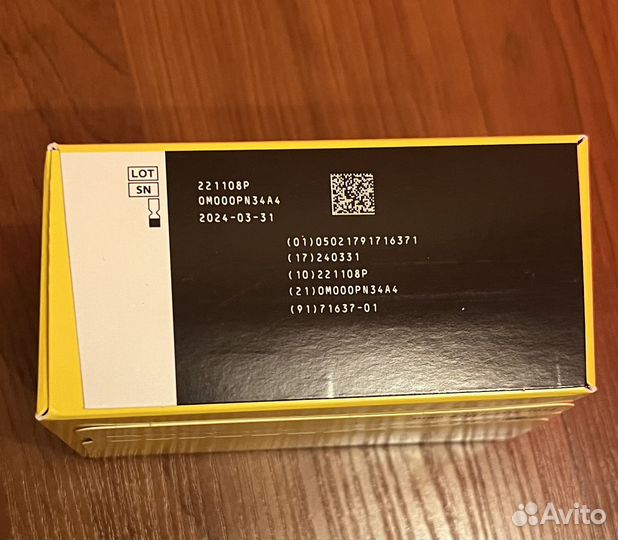 LOT
SN
221108P
0M000PN34A4
2024-03-31
(01)05021791716371
(17)240331
(10)221108P
(21)0M000PN34A4
(91)71637-01
Avito